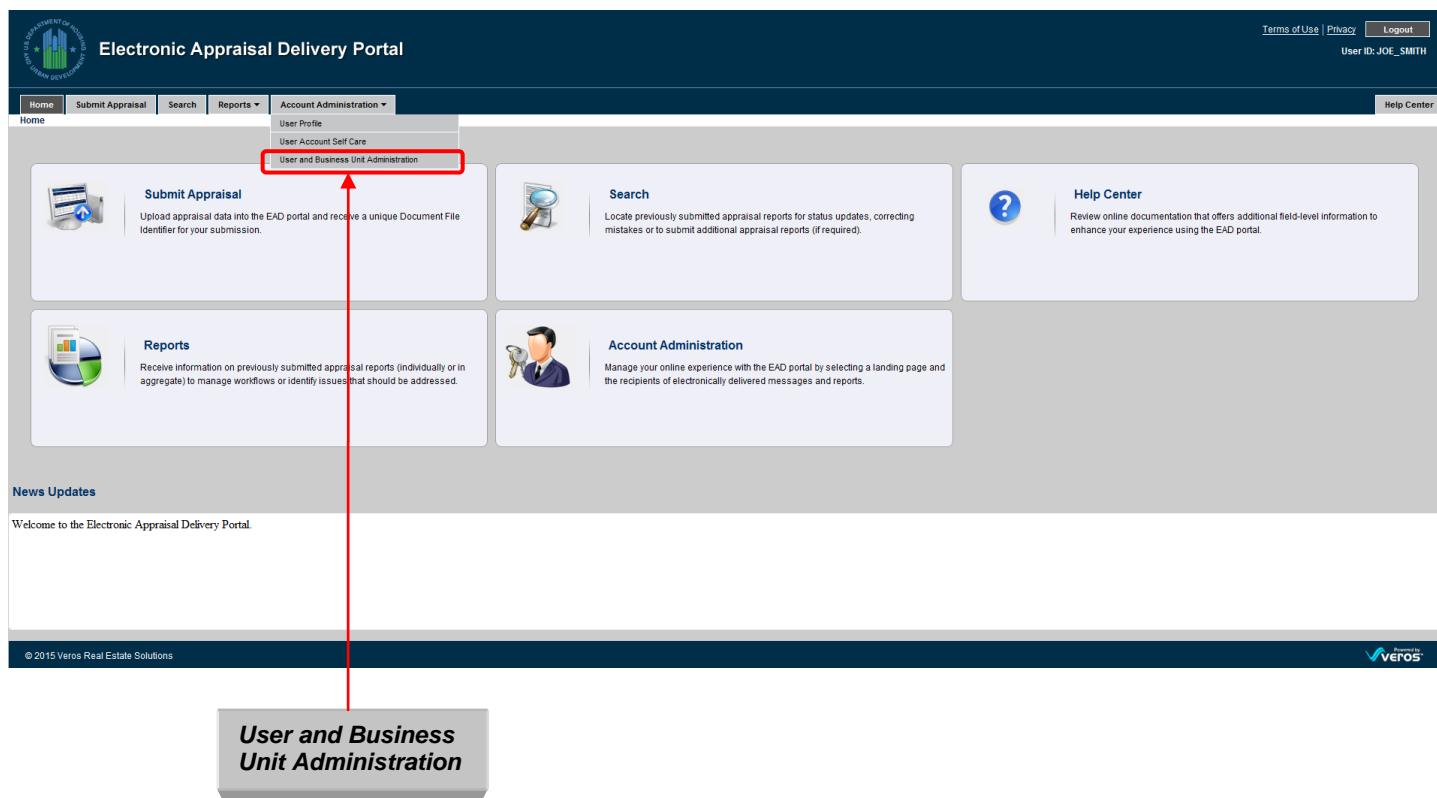 U.S. DEPARTMENT OF HOUSING
AND URBAN DEVELOPMENT
Electronic Appraisal Delivery Portal
Terms of Use | Privacy Logout
User ID: JOE_SMITH
Home Submit Appraisal Search Reports Account Administration Help Center
Home
User Profile
User Account Self Care
User and Business Unit Administration
Submit Appraisal
Upload appraisal data into the EAD portal and receive a unique Document File
Identifier for your submission.
Search
Locate previously submitted appraisal reports for status updates, correcting
mistakes or to submit additional appraisal reports (if required).
Help Center
Review online documentation that offers additional field-level information to
enhance your experience using the EAD portal.
Reports
Receive information on previously submitted appraisal reports (individually or in
aggregate) to manage workflows or identify issues that should be addressed.
Account Administration
Manage your online experience with the EAD portal by selecting a landing page and
the recipients of electronically delivered messages and reports.
News Updates
Welcome to the Electronic Appraisal Delivery Portal.
© 2015 Veros Real Estate Solutions
Powered by
veros
User and Business
Unit Administration